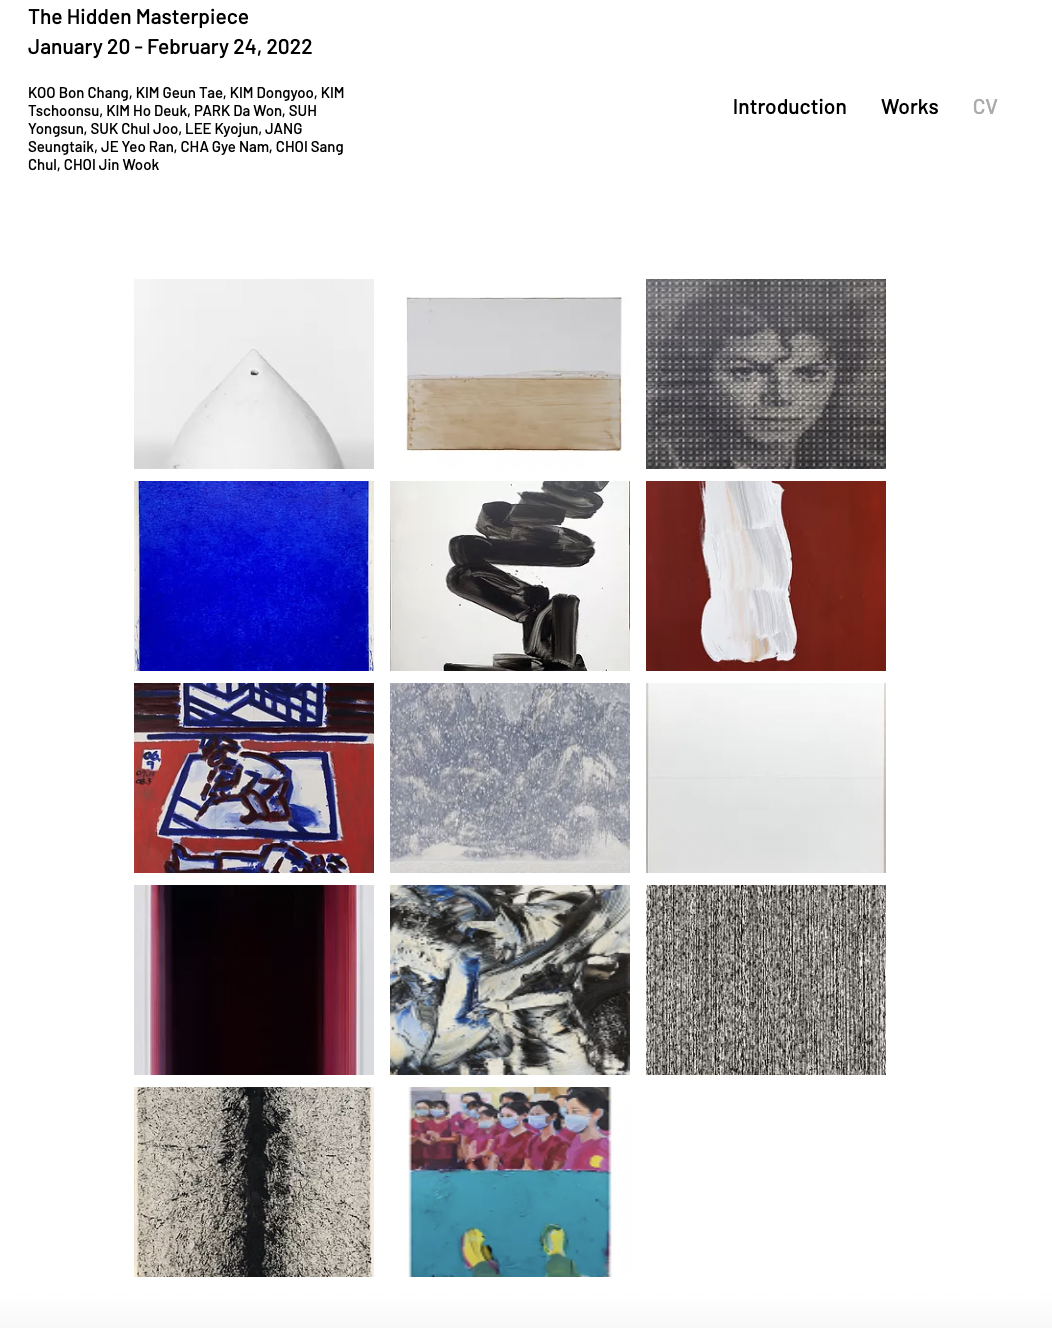 The Hidden Masterpiece
January 20 - February 24, 2022
KOO Bon Chang, KIM Geun Tae, KIM Dongyoo, KIM
Tschoonsu, KIM Ho Deuk, PARK Da Won, SUH
Yongsun, SUK Chul Joo, LEE Kyojun, JANG
Seungtaik, JE Yeo Ran, CHA Gye Nam, CHOI Sang
Chul, CHOI Jin Wook
Introduction Works CV
06.
9